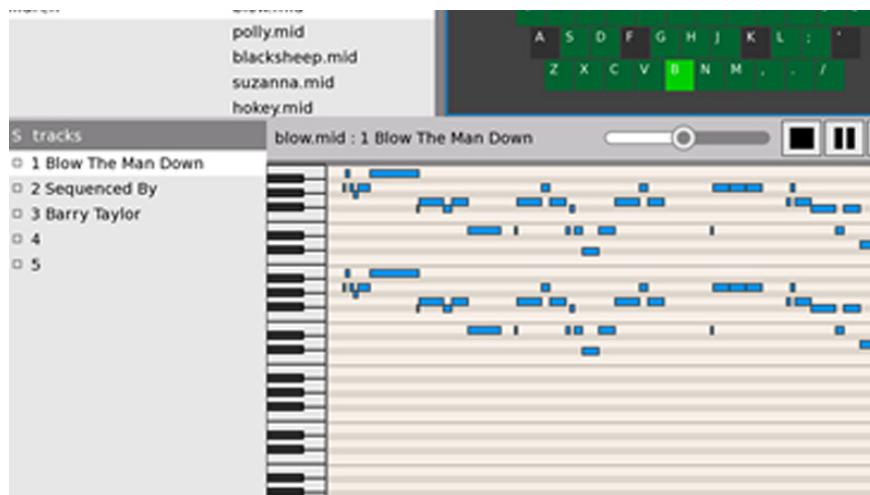 polly.mid
blacksheep.mid
suzanna.mid
hokey.mid
A S D F G H J K L ; '
Z X C V B N M , . /
S tracks
blow.mid : 1 Blow The Man Down
1 Blow The Man Down
2 Sequenced By
3 Barry Taylor
4
5